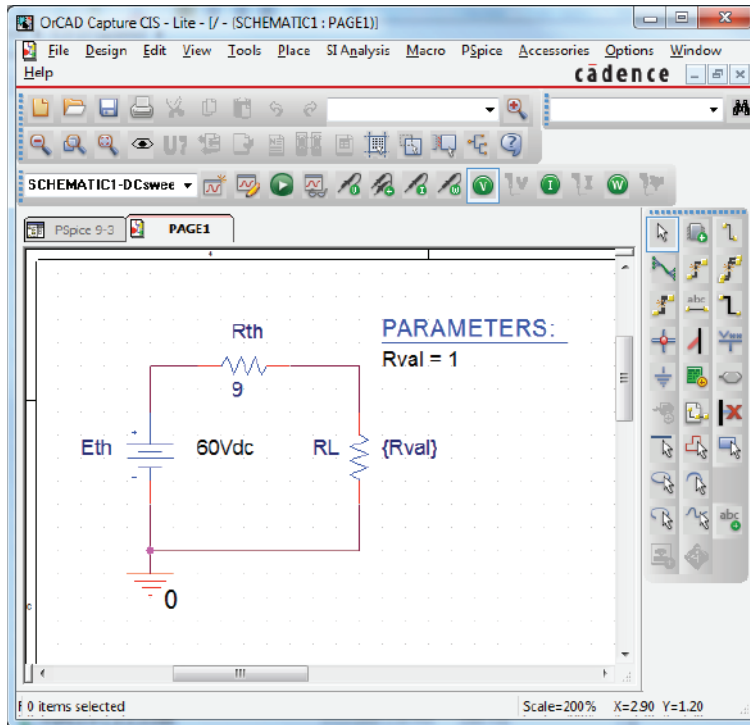 OrCAD Capture CIS - Lite - [/ - (SCHEMATIC1 : PAGE1)]
File Design Edit View Tools Place SI Analysis Macro PSpice Accessories Options Window
Help
cādence
U?
SCHEMATIC1-DCswee
V I W
PSpice 9-3 PAGE1
Rth
PARAMETERS:
9
Rval = 1
Eth 60Vdc RL {Rval}
0
abc
abc
0 items selected Scale=200% X=2.90 Y=1.20